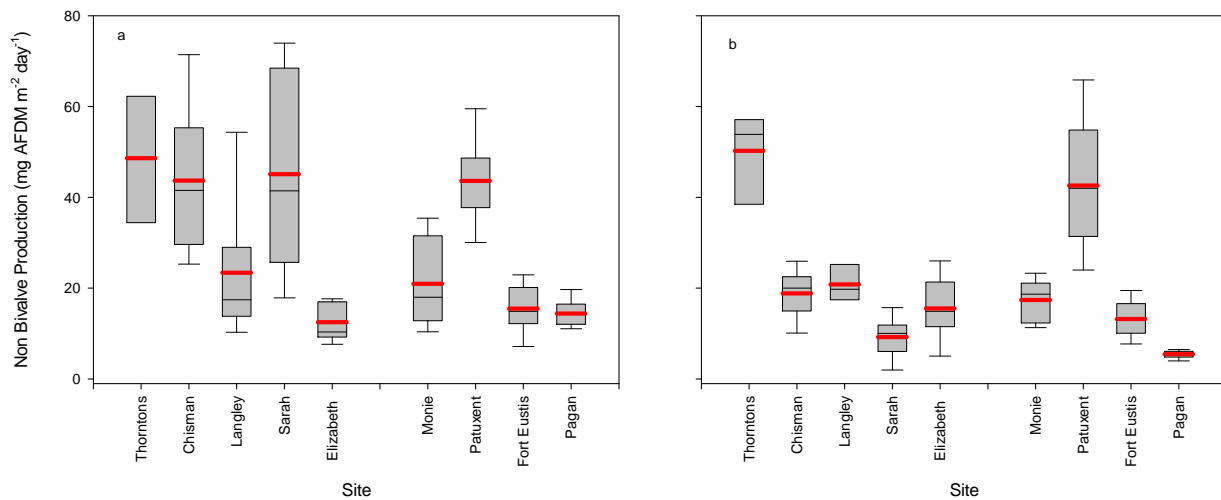 Non Bivalve Production (mg AFDM m-2 day-1)
80
60
40
20
0
a
Thorntons
Chisman
Langley
Sarah
Elizabeth
Monie
Patuxent
Fort Eustis
Pagan
Site
b
Thorntons
Chisman
Langley
Sarah
Elizabeth
Monie
Patuxent
Fort Eustis
Pagan
Site